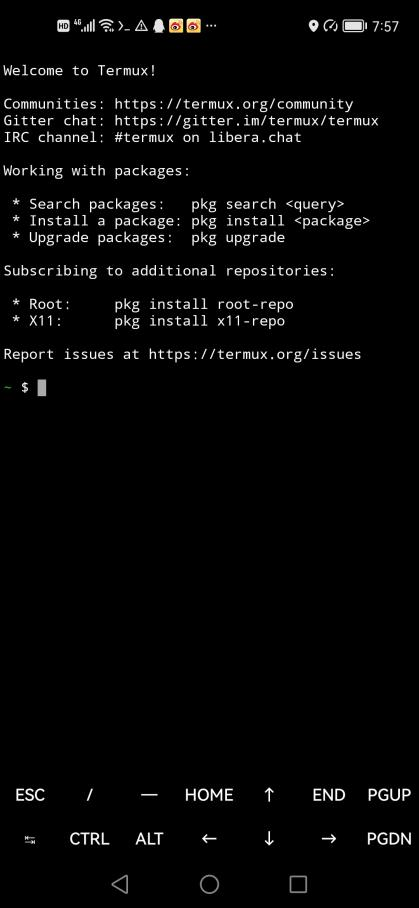 HD 4G 7:57
Welcome to Termux!
Communities: https://termux.org/community
Gitter chat: https://gitter.im/termux/termux
IRC channel: #termux on libera.chat
Working with packages:
* Search packages: pkg search <query>
* Install a package: pkg install <package>
* Upgrade packages: pkg upgrade
Subscribing to additional repositories:
* Root: pkg install root-repo
* X11: pkg install x11-repo
Report issues at https://termux.org/issues
~ $
ESC / — HOME ↑ END PGUP
↹ CTRL ALT ← ↓ → PGDN